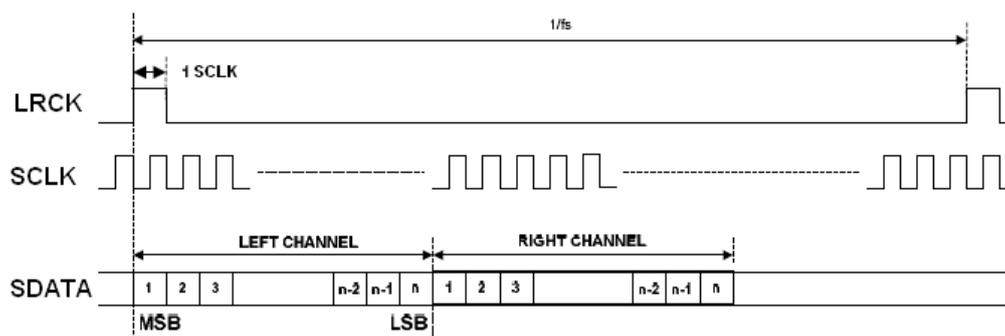 1/fs
1 SCLK
LRCK
SCLK
LEFT CHANNEL RIGHT CHANNEL
SDATA 1 2 3 n-2 n-1 n 1 2 3 n-2 n-1 n
MSB LSB